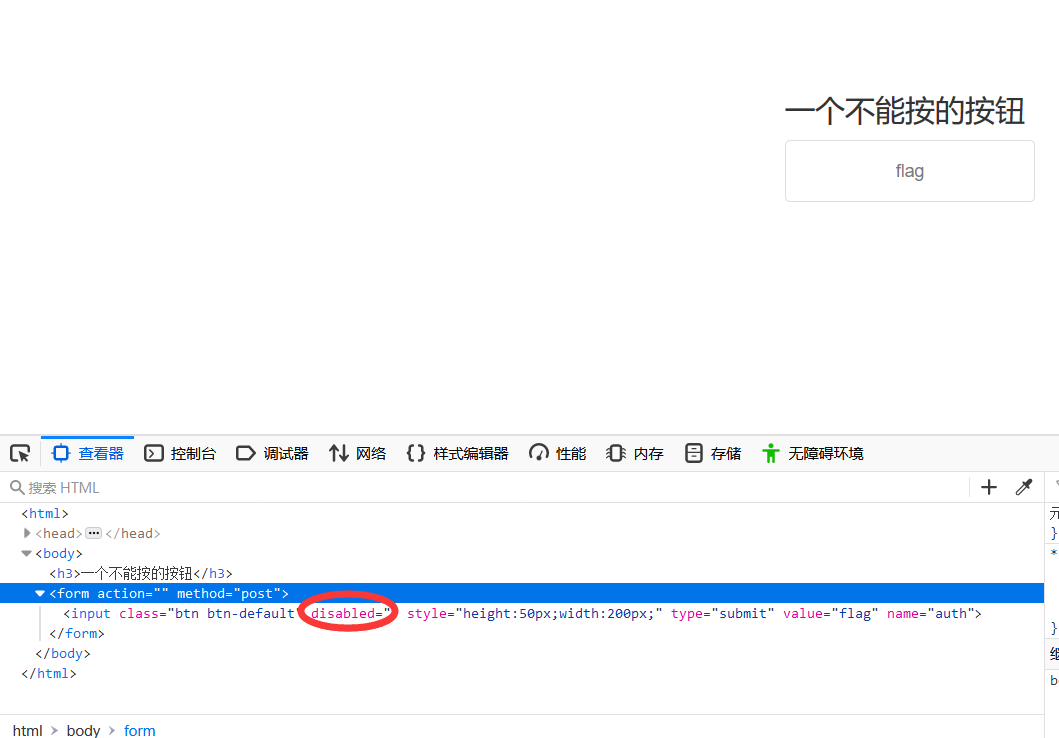 一个不能按的按钮
flag
查看器 控制台 调试器 网络 样式编辑器 性能 内存 存储 无障碍环境
搜索 HTML
<html>
<head> ••• </head>
<body>
<h3>一个不能按的按钮</h3>
<form action="" method="post">
<input class="btn btn-default" disabled="" style="height:50px;width:200px;" type="submit" value="flag" name="auth">
</form>
</body>
</html>
html > body > form
}
*
}
b